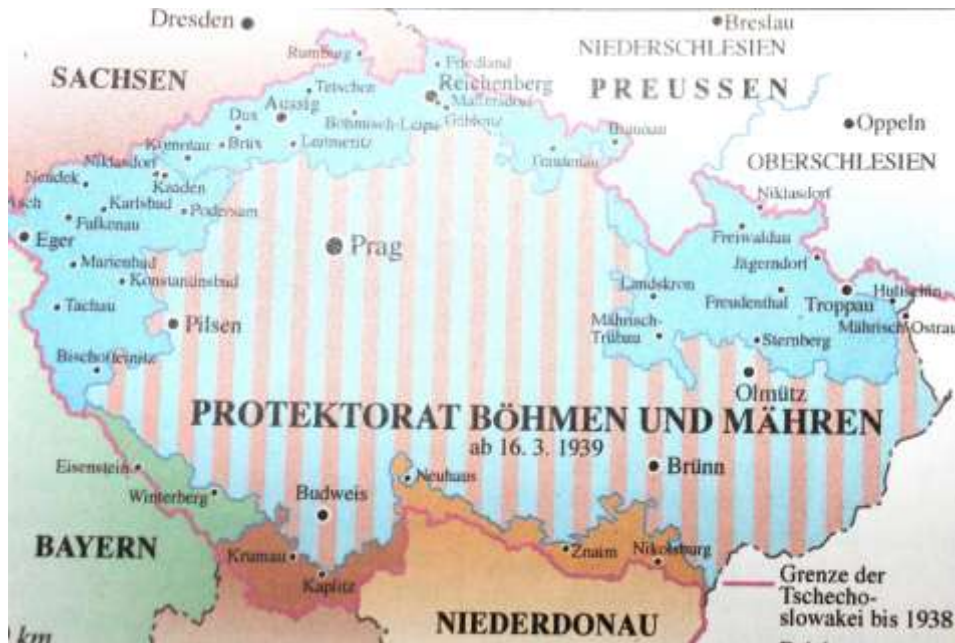 Dresden
Breslau
NIEDERSCHLESIEN
SACHSEN
Rumburg
Friedland
Tetschen
Reichenberg
PREUSSEN
Maffersdorf
Aussig
Gablonz
Dux
Böhmisch-Leipa
Braunau
Oppeln
Komotau
Brüx
Leitmeritz
Trautenau
OBERSCHLESIEN
Niklasdorf
Neudek
Kaaden
Niklasdorf
Asch
Karlsbad
Podersam
Falkenau
Freiwaldau
Eger
Prag
Marienbad
Jägerndorf
Konstandinsbad
Landskron
Freudenthal
Troppau
Hultschin
Tachau
Pilsen
Mährisch-
Trübau
Mährisch-Ostrau
Sternberg
Bischofteinitz
Olmütz
PROTEKTORAT BÖHMEN UND MÄHREN
ab 16. 3. 1939
Eisenstein
Neuhaus
Brünn
Winterberg
Budweis
BAYERN
Krumau
Znaim
Nikolsburg
Kaplitz
Grenze der
Tschecho-
slowakei bis 1938
NIEDERDONAU
km